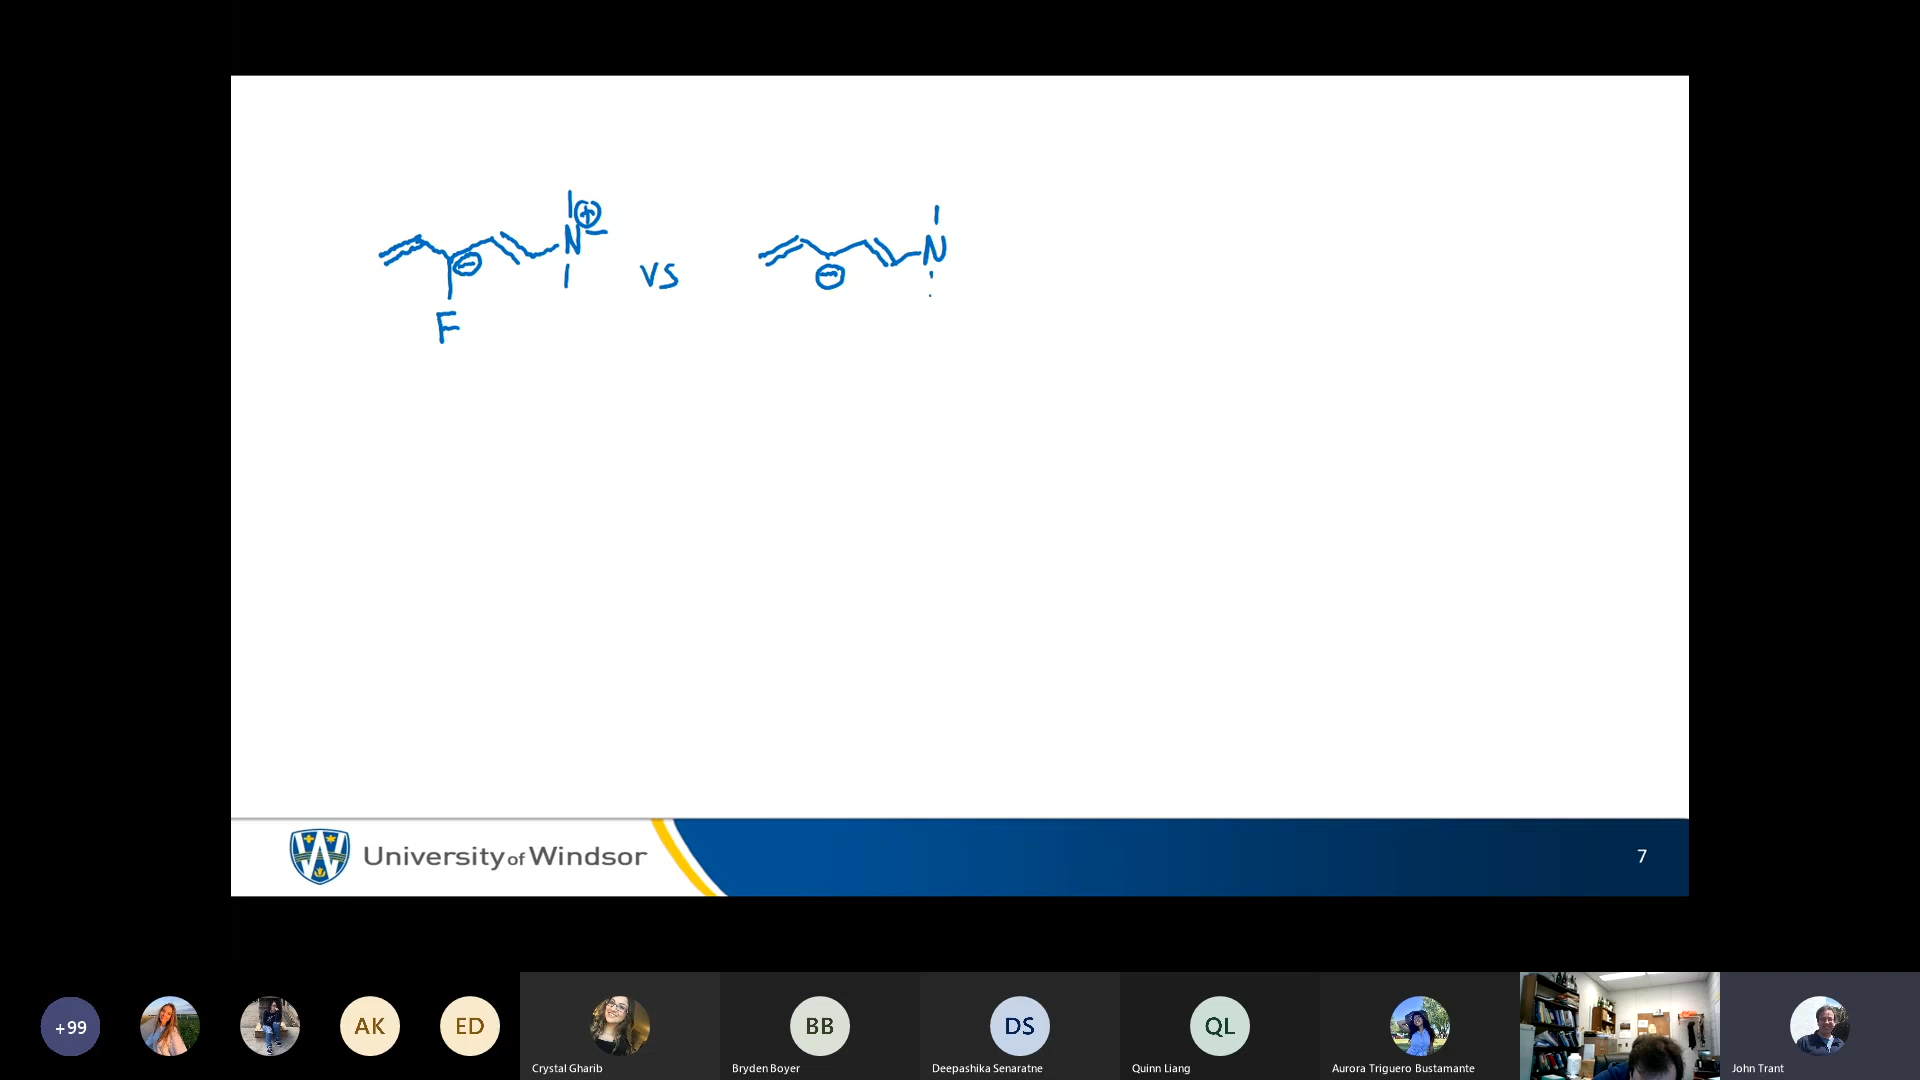 N
⊕
⊖
F
vs
⊖
N
University of Windsor
7
+99
AK
ED
Crystal Gharib
BB
Bryden Boyer
DS
Deepashika Senaratne
QL
Quinn Liang
Aurora Triguero Bustamante
John Trant